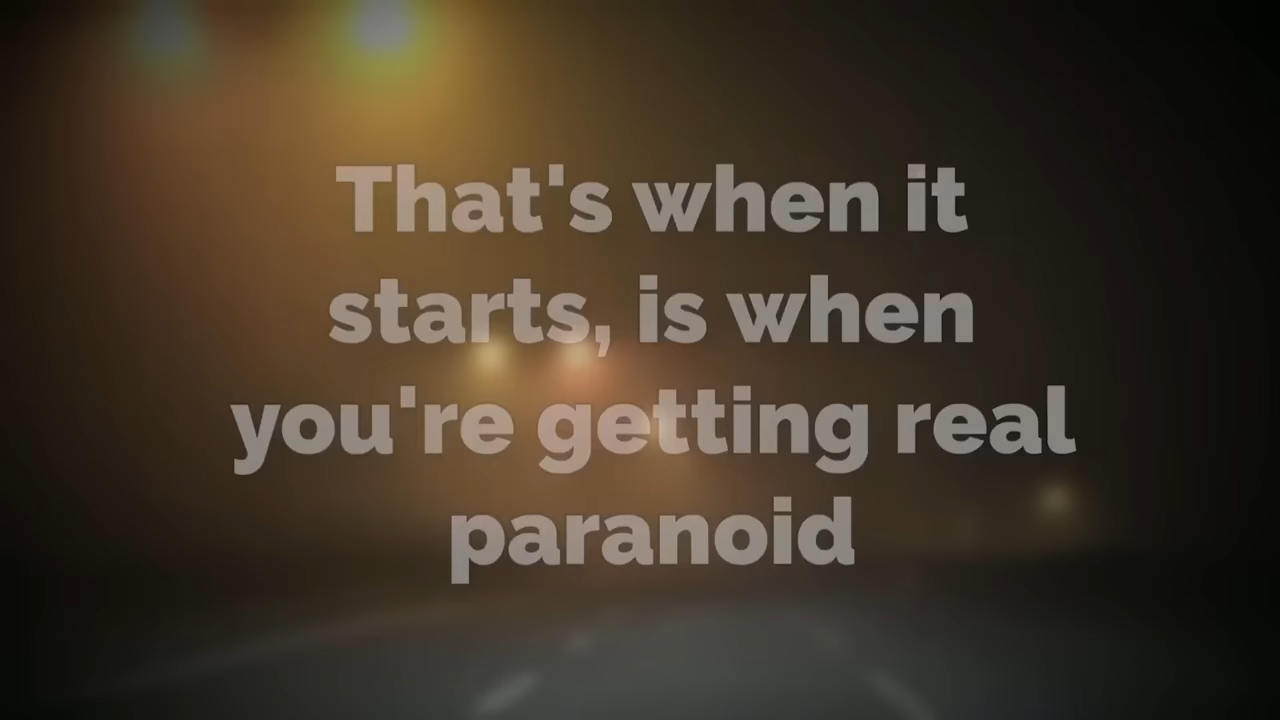 That's when it
starts, is when
you're getting real
paranoid